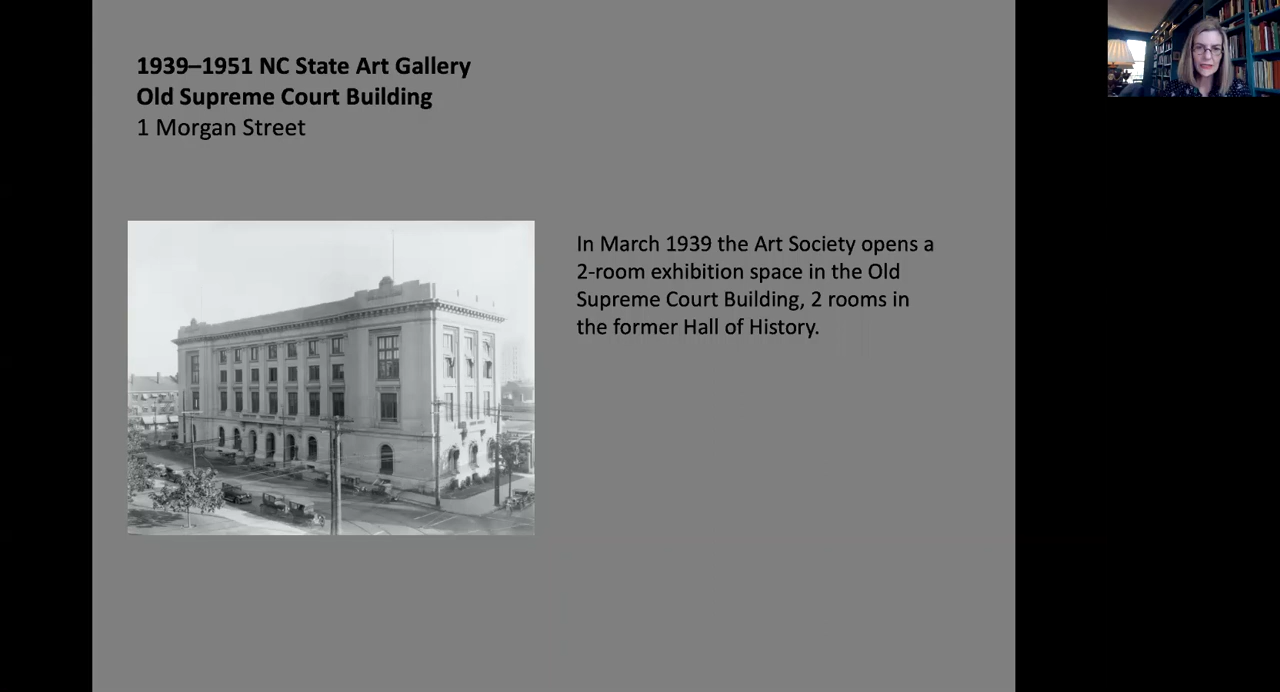 1939–1951 NC State Art Gallery
Old Supreme Court Building
1 Morgan Street
In March 1939 the Art Society opens a
2-room exhibition space in the Old
Supreme Court Building, 2 rooms in
the former Hall of History.